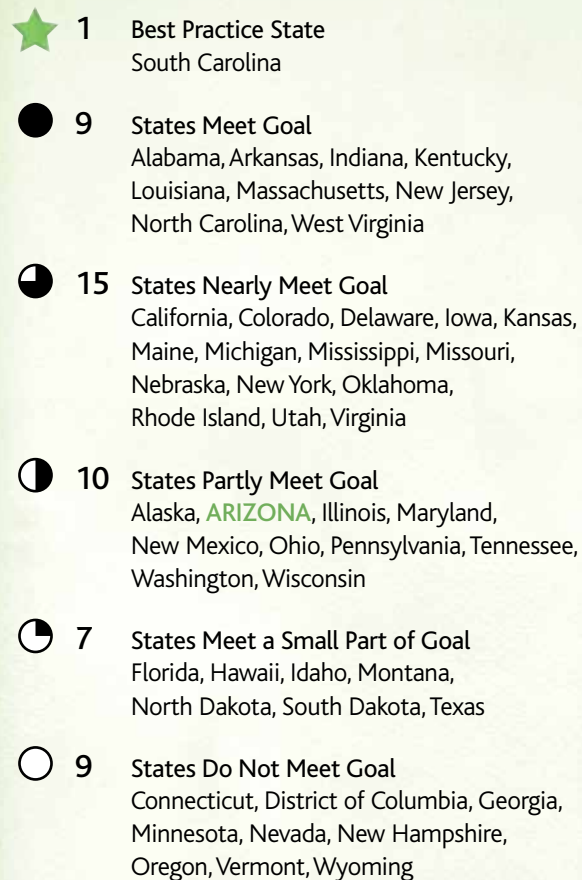 1 Best Practice State
South Carolina
9 States Meet Goal
Alabama, Arkansas, Indiana, Kentucky,
Louisiana, Massachusetts, New Jersey,
North Carolina, West Virginia
15 States Nearly Meet Goal
California, Colorado, Delaware, Iowa, Kansas,
Maine, Michigan, Mississippi, Missouri,
Nebraska, New York, Oklahoma,
Rhode Island, Utah, Virginia
10 States Partly Meet Goal
Alaska, ARIZONA, Illinois, Maryland,
New Mexico, Ohio, Pennsylvania, Tennessee,
Washington, Wisconsin
7 States Meet a Small Part of Goal
Florida, Hawaii, Idaho, Montana,
North Dakota, South Dakota, Texas
9 States Do Not Meet Goal
Connecticut, District of Columbia, Georgia,
Minnesota, Nevada, New Hampshire,
Oregon, Vermont, Wyoming